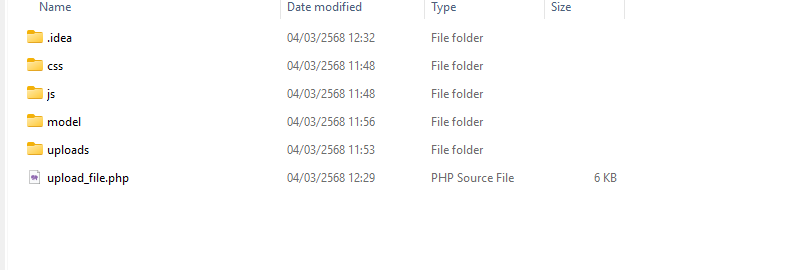 Name Date modified Type Size
.idea 04/03/2568 12:32 File folder
css 04/03/2568 11:48 File folder
js 04/03/2568 11:48 File folder
model 04/03/2568 11:56 File folder
uploads 04/03/2568 11:53 File folder
upload_file.php 04/03/2568 12:29 PHP Source File 6 KB